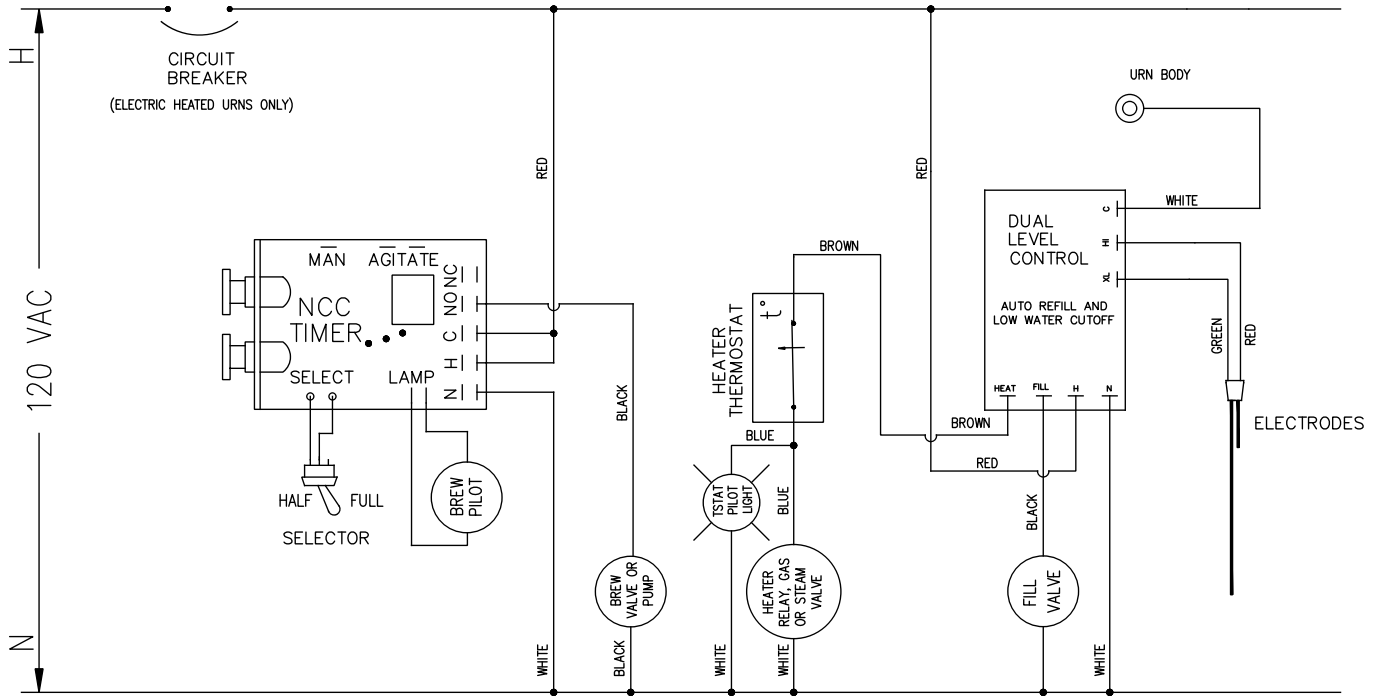 H
120 VAC
N
CIRCUIT
BREAKER
(ELECTRIC HEATED URNS ONLY)
MAN
AGITATE
NCC
TIMER
SELECT
LAMP
NC
NO
C
H
N
HALF
FULL
SELECTOR
BREW
PILOT
RED
BLACK
WHITE
BREW
VALVE OR
PUMP
BLACK
HEATER
THERMOSTAT
t°
BROWN
BLUE
BLUE
TSTAT
PILOT
LIGHT
WHITE
HEATER
RELAY, GAS
OR STEAM
VALVE
WHITE
RED
BROWN
RED
URN BODY
WHITE
DUAL
LEVEL
CONTROL
AUTO REFILL AND
LOW WATER CUTOFF
C
HI
XL
HEAT
FILL
H
N
GREEN
RED
ELECTRODES
BLACK
FILL
VALVE
WHITE